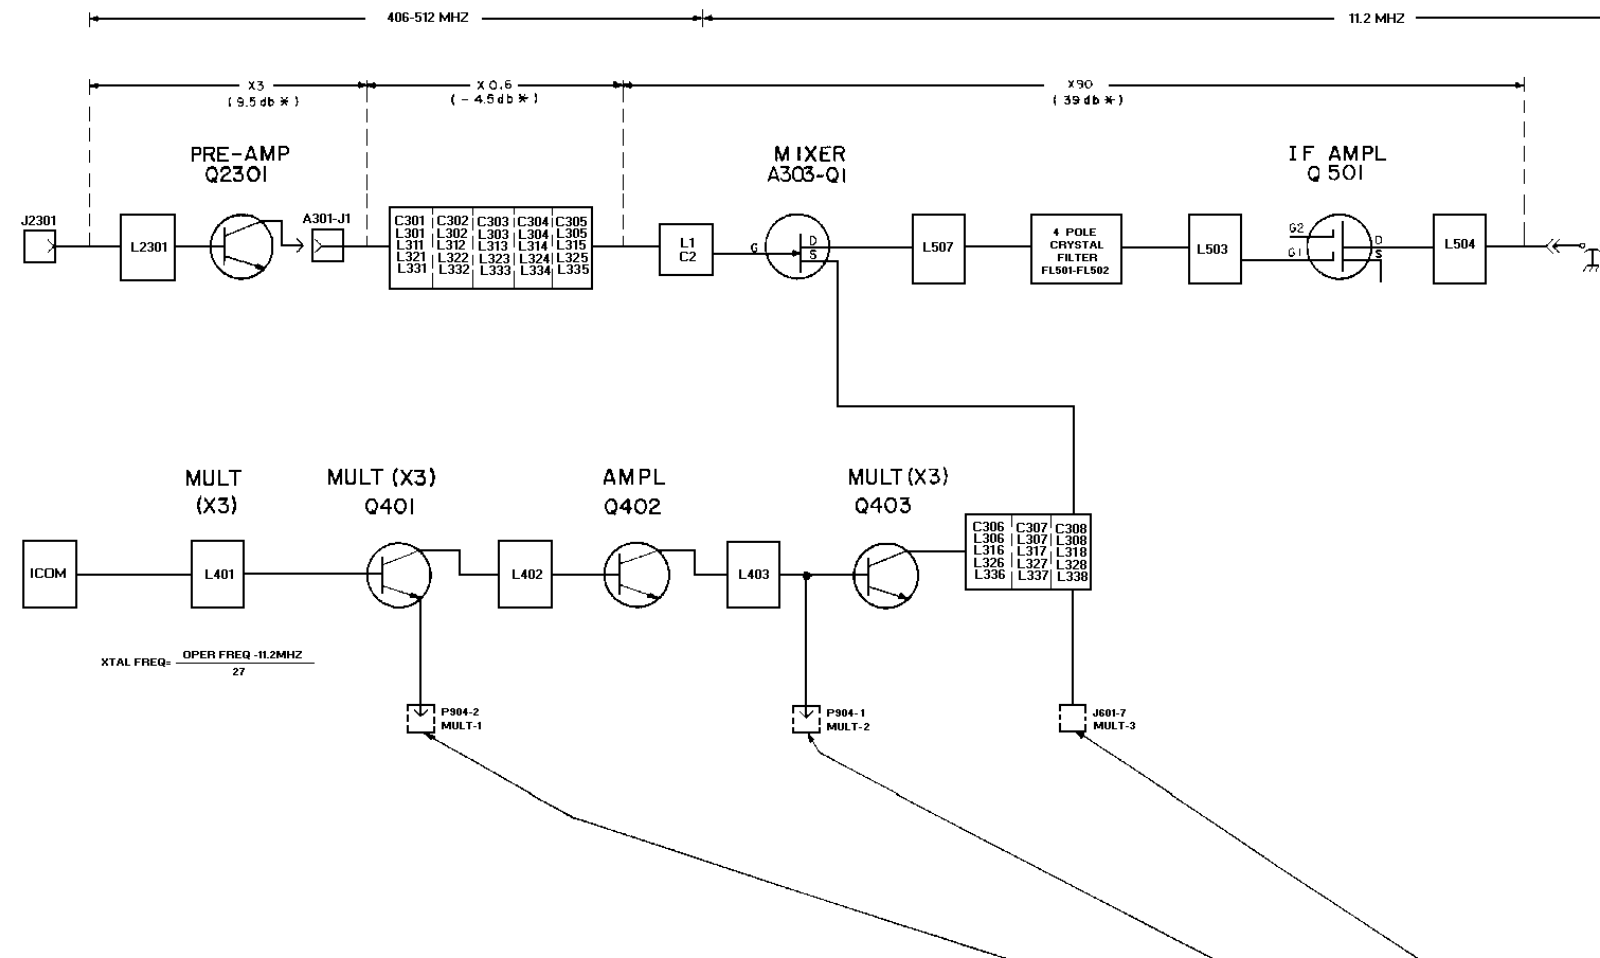 406-512 MHZ
11.2 MHZ
X3
(9.5 db *)
X 0.6
(- 4.5 db *)
X90
(39 db *)
PRE-AMP
Q2301
MIXER
A303-Q1
IF AMPL
Q 501
J2301
L2301
A301-J1
C301 C302 C303 C304 C305
L301 L302 L303 L304 L305
L311 L312 L313 L314 L315
L321 L322 L323 L324 L325
L331 L332 L333 L334 L335
L1
C2
G
D
S
L507
4 POLE
CRYSTAL
FILTER
FL501-FL502
L503
G2
G1
D
S
L504
MULT
(X3)
MULT (X3)
Q401
AMPL
Q402
MULT (X3)
Q403
ICOM
L401
L402
L403
C306 C307 C308
L306 L307 L308
L316 L317 L318
L326 L327 L328
L336 L337 L338
XTAL FREQ= OPER FREQ -11.2MHZ
27
P904-2
MULT-1
P904-1
MULT-2
J601-7
MULT-3